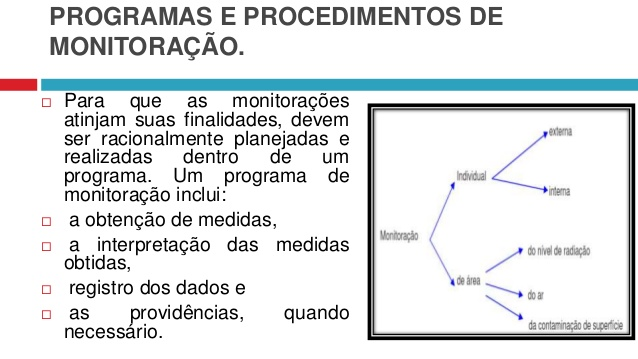 PROGRAMAS E PROCEDIMENTOS DE
MONITORAÇÃO.
Para que as monitorações
atinjam suas finalidades, devem
ser racionalmente planejadas e
realizadas dentro de um
programa. Um programa de
monitoração inclui:
a obtenção de medidas,
a interpretação das medidas
obtidas,
registro dos dados e
as providências, quando
necessário.
externa
Individual
interna
Monitoração
do nível de radiação
de área
do ar
da contaminação de superfície